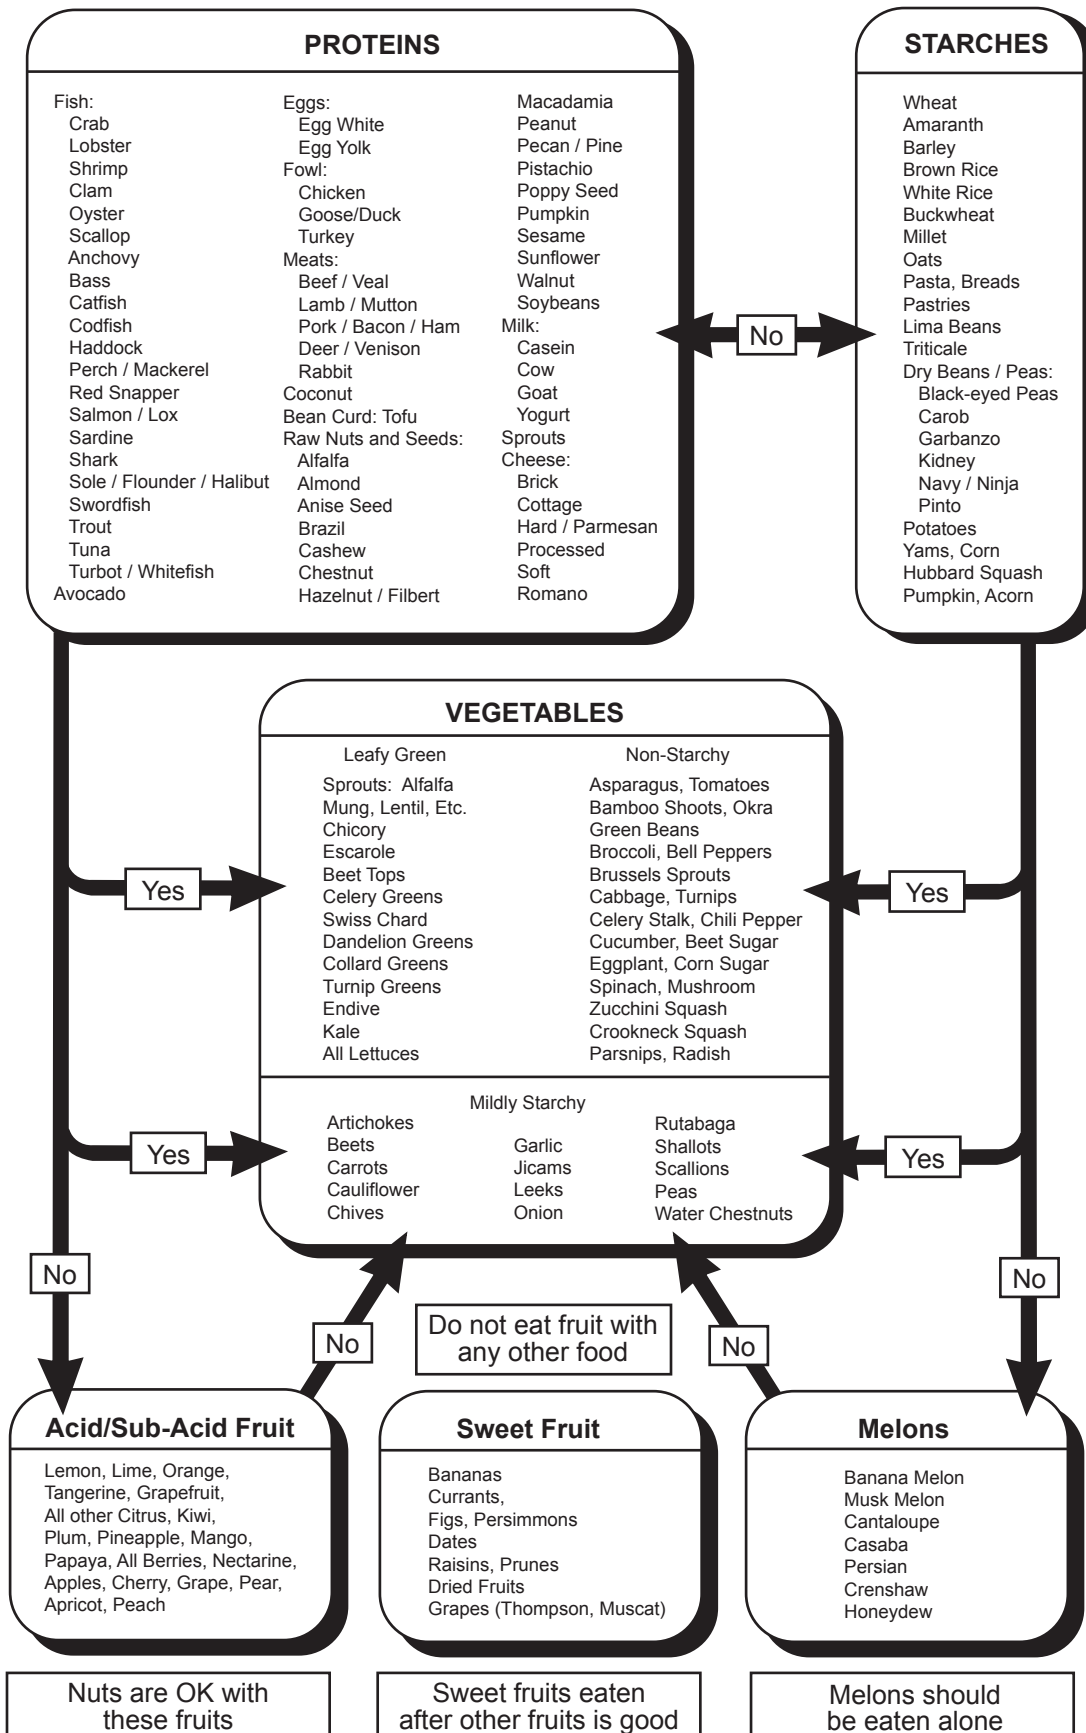 PROTEINS
Fish:
Crab
Lobster
Shrimp
Clam
Oyster
Scallop
Anchovy
Bass
Catfish
Codfish
Haddock
Perch / Mackerel
Red Snapper
Salmon / Lox
Sardine
Shark
Sole / Flounder / Halibut
Swordfish
Trout
Tuna
Turbot / Whitefish
Avocado
Eggs:
Egg White
Egg Yolk
Fowl:
Chicken
Goose/Duck
Turkey
Meats:
Beef / Veal
Lamb / Mutton
Pork / Bacon / Ham
Deer / Venison
Rabbit
Coconut
Bean Curd: Tofu
Raw Nuts and Seeds:
Alfalfa
Almond
Anise Seed
Brazil
Cashew
Chestnut
Hazelnut / Filbert
Macadamia
Peanut
Pecan / Pine
Pistachio
Poppy Seed
Pumpkin
Sesame
Sunflower
Walnut
Soybeans
Milk:
Casein
Cow
Goat
Yogurt
Sprouts
Cheese:
Brick
Cottage
Hard / Parmesan
Processed
Soft
Romano
No
STARCHES
Wheat
Amaranth
Barley
Brown Rice
White Rice
Buckwheat
Millet
Oats
Pasta, Breads
Pastries
Lima Beans
Triticale
Dry Beans / Peas:
Black-eyed Peas
Carob
Garbanzo
Kidney
Navy / Ninja
Pinto
Potatoes
Yams, Corn
Hubbard Squash
Pumpkin, Acorn
VEGETABLES
Leafy Green
Sprouts: Alfalfa
Mung, Lentil, Etc.
Chicory
Escarole
Beet Tops
Celery Greens
Swiss Chard
Dandelion Greens
Collard Greens
Turnip Greens
Endive
Kale
All Lettuces
Non-Starchy
Asparagus, Tomatoes
Bamboo Shoots, Okra
Green Beans
Broccoli, Bell Peppers
Brussels Sprouts
Cabbage, Turnips
Celery Stalk, Chili Pepper
Cucumber, Beet Sugar
Eggplant, Corn Sugar
Spinach, Mushroom
Zucchini Squash
Crookneck Squash
Parsnips, Radish
Yes
Yes
Mildly Starchy
Artichokes
Beets
Carrots
Cauliflower
Chives
Garlic
Jicams
Leeks
Onion
Rutabaga
Shallots
Scallions
Peas
Water Chestnuts
Yes
Yes
No
No
No
Do not eat fruit with
any other food
No
Acid/Sub-Acid Fruit
Lemon, Lime, Orange,
Tangerine, Grapefruit,
All other Citrus, Kiwi,
Plum, Pineapple, Mango,
Papaya, All Berries, Nectarine,
Apples, Cherry, Grape, Pear,
Apricot, Peach
Sweet Fruit
Bananas
Currants,
Figs, Persimmons
Dates
Raisins, Prunes
Dried Fruits
Grapes (Thompson, Muscat)
Melons
Banana Melon
Musk Melon
Cantaloupe
Casaba
Persian
Crenshaw
Honeydew
Nuts are OK with
these fruits
Sweet fruits eaten
after other fruits is good
Melons should
be eaten alone